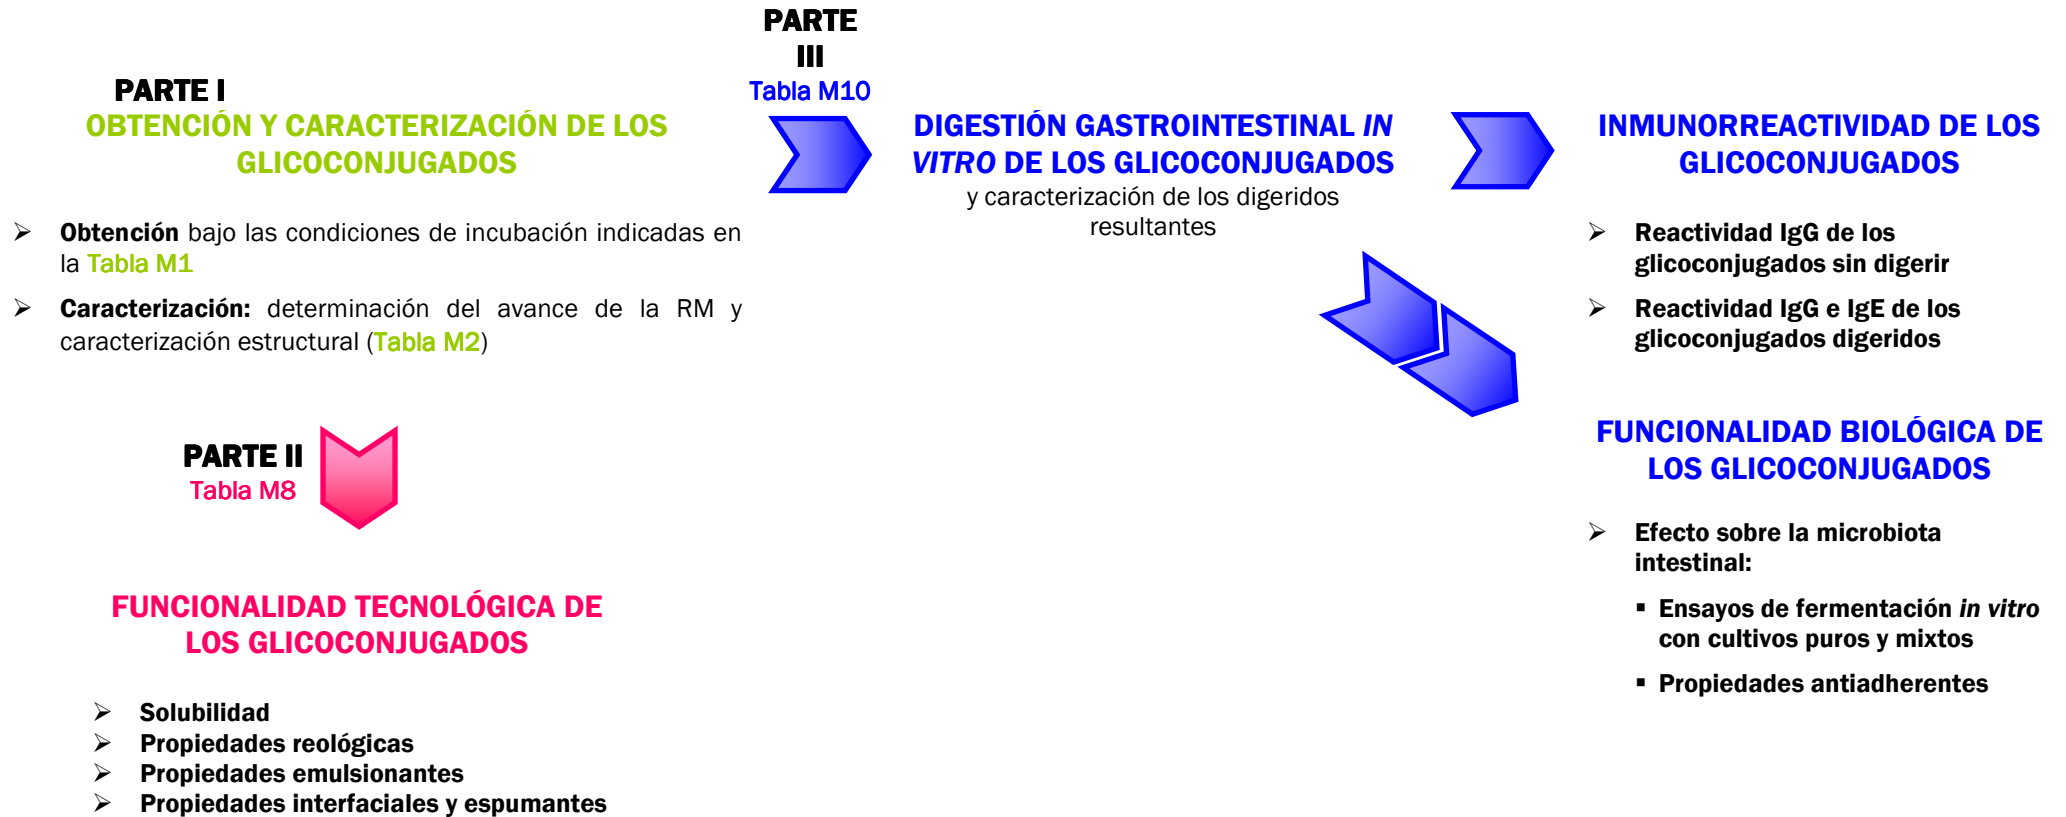 PARTE I
OBTENCIÓN Y CARACTERIZACIÓN DE LOS
GLICOCONJUGADOS
➢ Obtención bajo las condiciones de incubación indicadas en
la Tabla M1
➢ Caracterización: determinación del avance de la RM y
caracterización estructural (Tabla M2)
PARTE II
Tabla M8
FUNCIONALIDAD TECNOLÓGICA DE
LOS GLICOCONJUGADOS
➢ Solubilidad
➢ Propiedades reológicas
➢ Propiedades emulsionantes
➢ Propiedades interfaciales y espumantes
PARTE
III
Tabla M10
DIGESTIÓN GASTROINTESTINAL IN
VITRO DE LOS GLICOCONJUGADOS
y caracterización de los digeridos
resultantes
INMUNORREACTIVIDAD DE LOS
GLICOCONJUGADOS
➢ Reactividad IgG de los
glicoconjugados sin digerir
➢ Reactividad IgG e IgE de los
glicoconjugados digeridos
FUNCIONALIDAD BIOLÓGICA DE
LOS GLICOCONJUGADOS
➢ Efecto sobre la microbiota
intestinal:
▪ Ensayos de fermentación in vitro
con cultivos puros y mixtos
▪ Propiedades antiadherentes